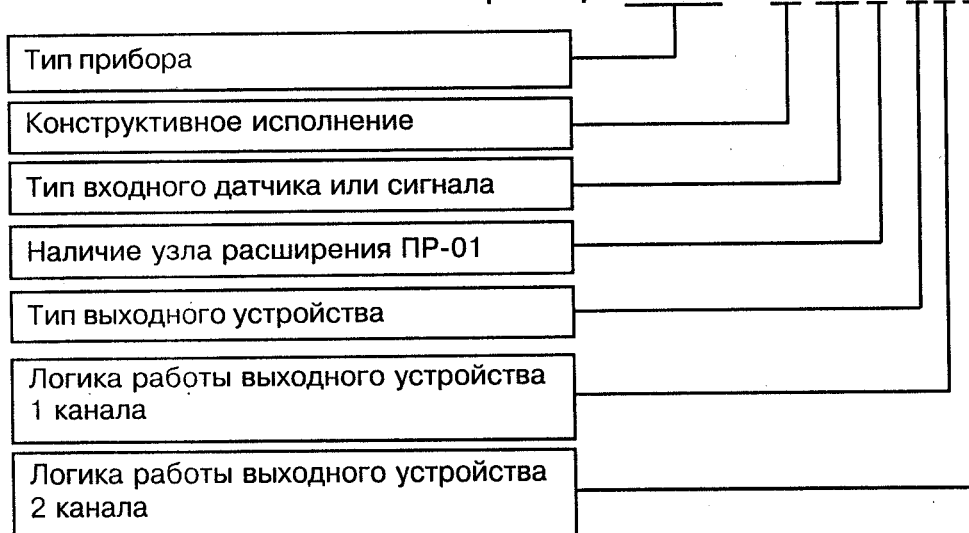 Тип прибора
Конструктивное исполнение
Тип входного датчика или сигнала
Наличие узла расширения ПР-01
Тип выходного устройства
Логика работы выходного устройства
1 канала
Логика работы выходного устройства
2 канала